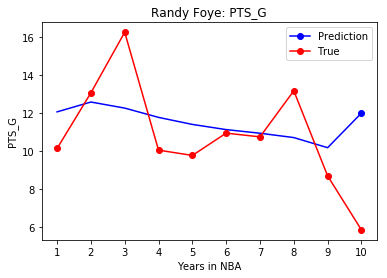 Randy Foye: PTS_G
Prediction
True
16
14
12
10
8
6
PTS_G
1 2 3 4 5 6 7 8 9 10
Years in NBA